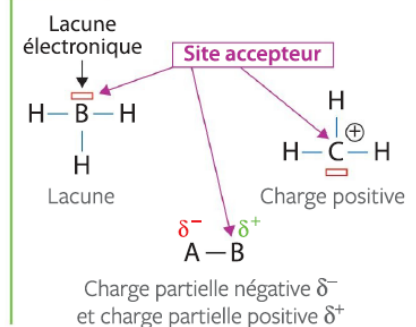 Lacune
électronique
Site accepteur
H—B—H
H
Lacune
H
H—C—H
⊕
Charge positive
δ⁻ δ⁺
A—B
Charge partielle négative δ⁻
et charge partielle positive δ⁺